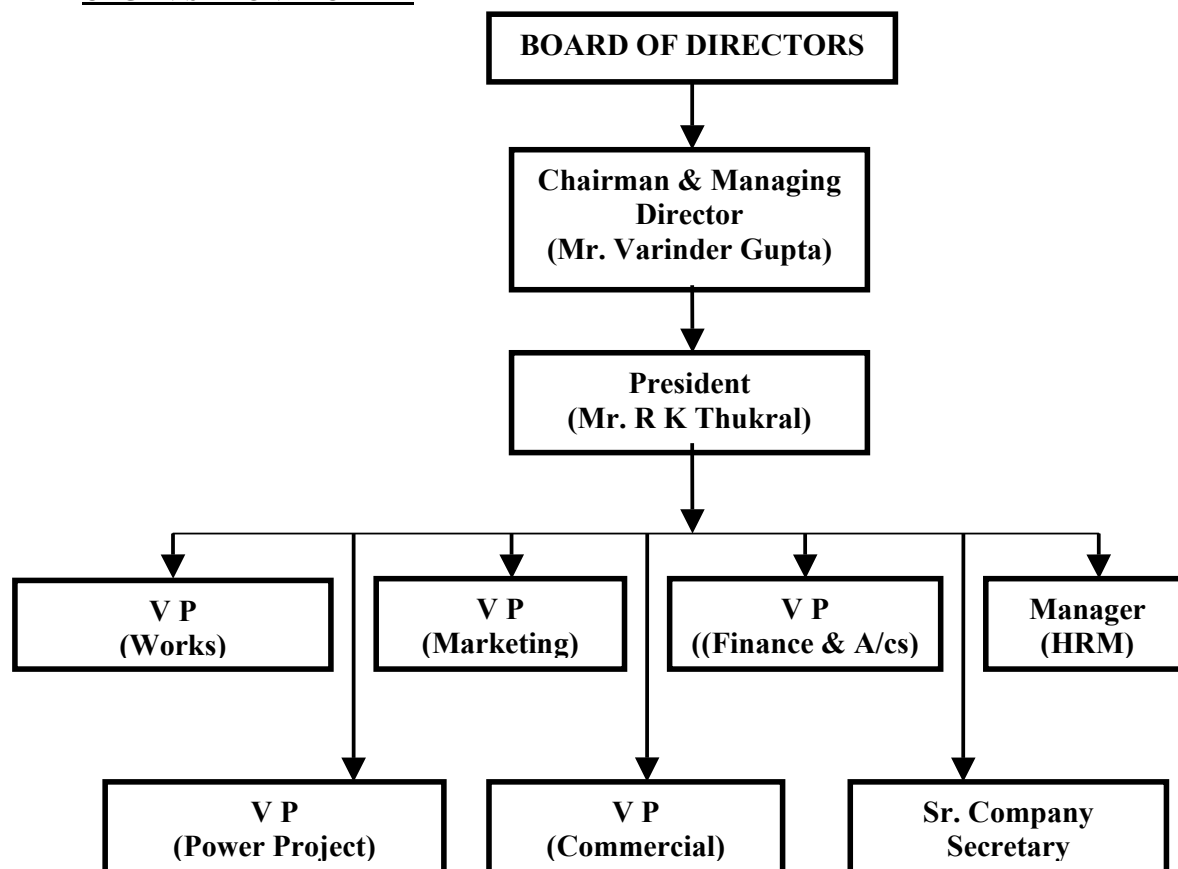 BOARD OF DIRECTORS
Chairman & Managing
Director
(Mr. Varinder Gupta)
President
(Mr. R K Thukral)
V P
(Works)
V P
(Marketing)
V P
((Finance & A/cs)
Manager
(HRM)
V P
(Power Project)
V P
(Commercial)
Sr. Company
Secretary